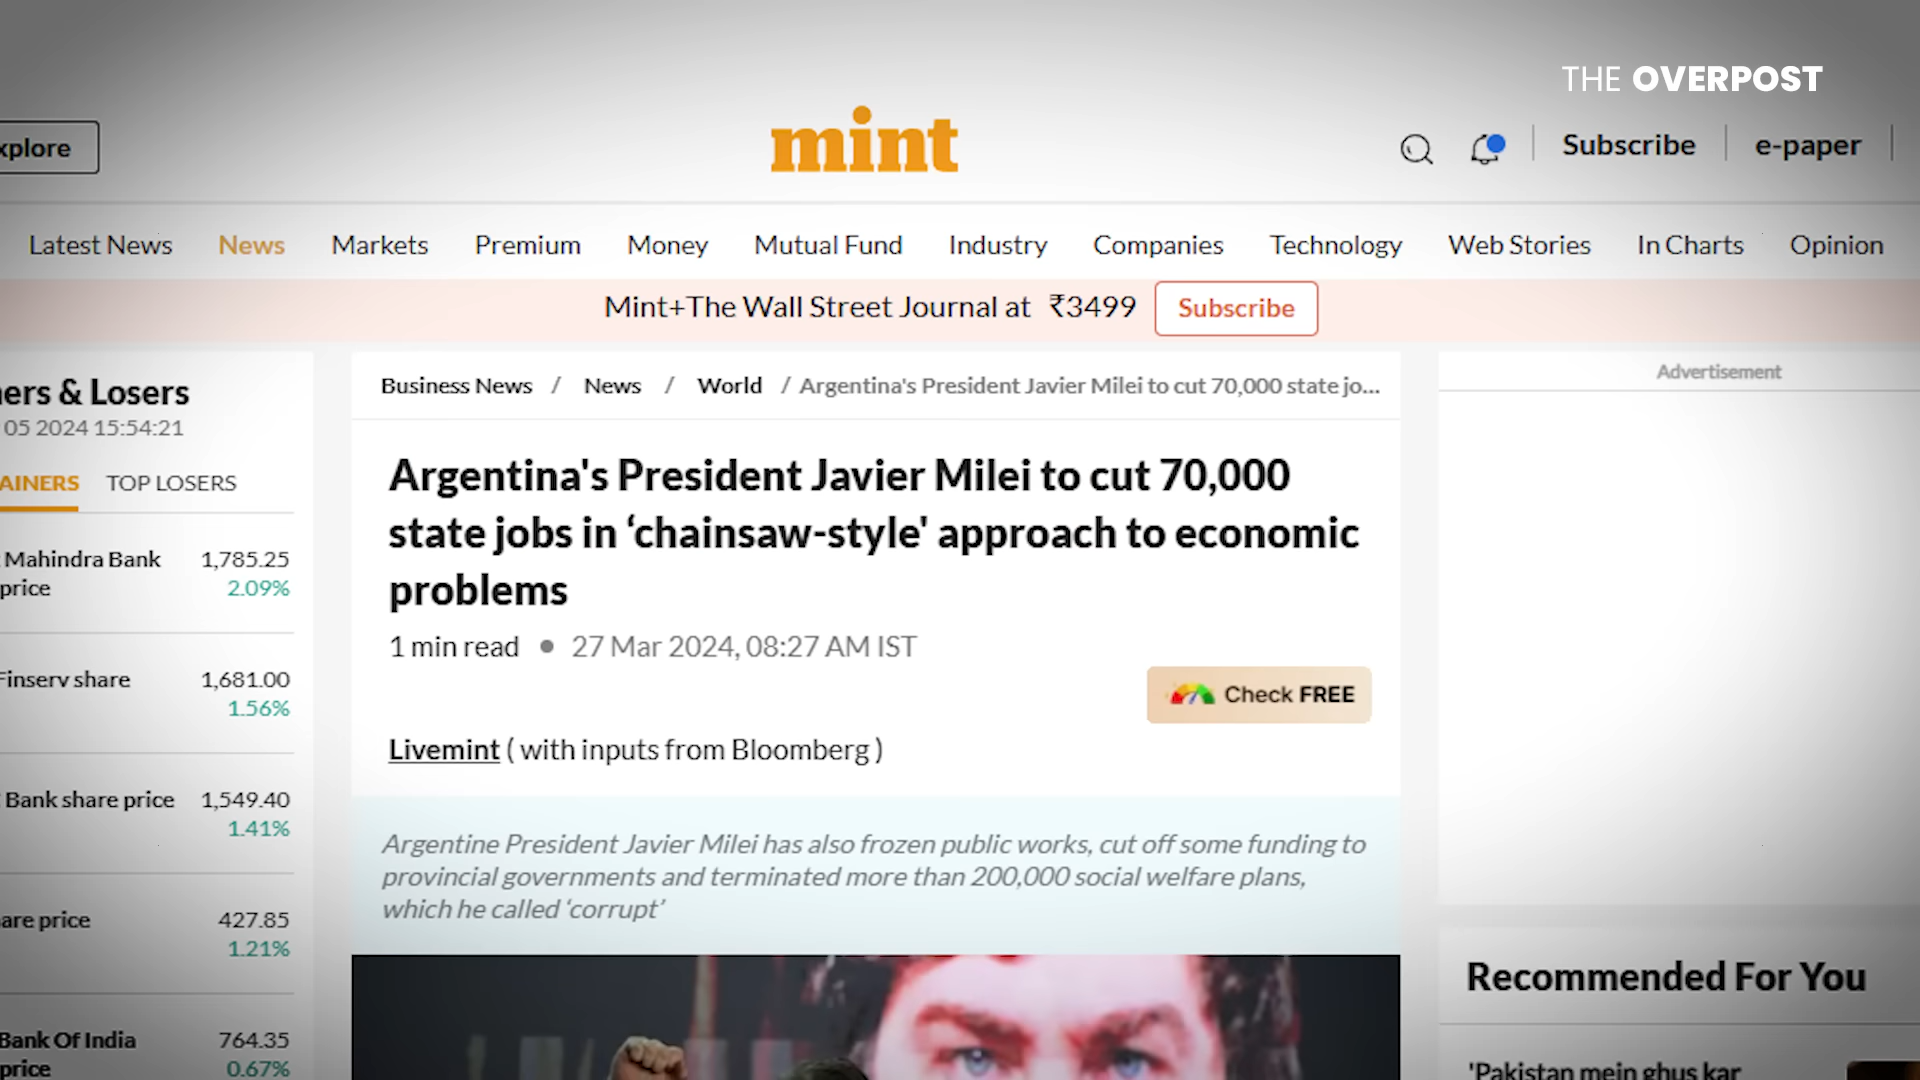 THE OVERPOST
xplore
mint
Subscribe
e-paper
Latest News
News
Markets
Premium
Money
Mutual Fund
Industry
Companies
Technology
Web Stories
In Charts
Opinion
Mint+The Wall Street Journal at ₹3499
Subscribe
ers & Losers
05 2024 15:54:21
AINERS
TOP LOSERS
Mahindra Bank 1,785.25
price 2.09%
Finserv share 1,681.00
1.56%
Bank share price 1,549.40
1.41%
are price 427.85
1.21%
Bank Of India 764.35
price 0.67%
Business News / News / World / Argentina's President Javier Milei to cut 70,000 state jo...
Argentina's President Javier Milei to cut 70,000
state jobs in ‘chainsaw-style' approach to economic
problems
1 min read • 27 Mar 2024, 08:27 AM IST
Check FREE
Livemint ( with inputs from Bloomberg )
Argentine President Javier Milei has also frozen public works, cut off some funding to
provincial governments and terminated more than 200,000 social welfare plans,
which he called ‘corrupt’
Advertisement
Recommended For You
'Pakistan mein ghus kar